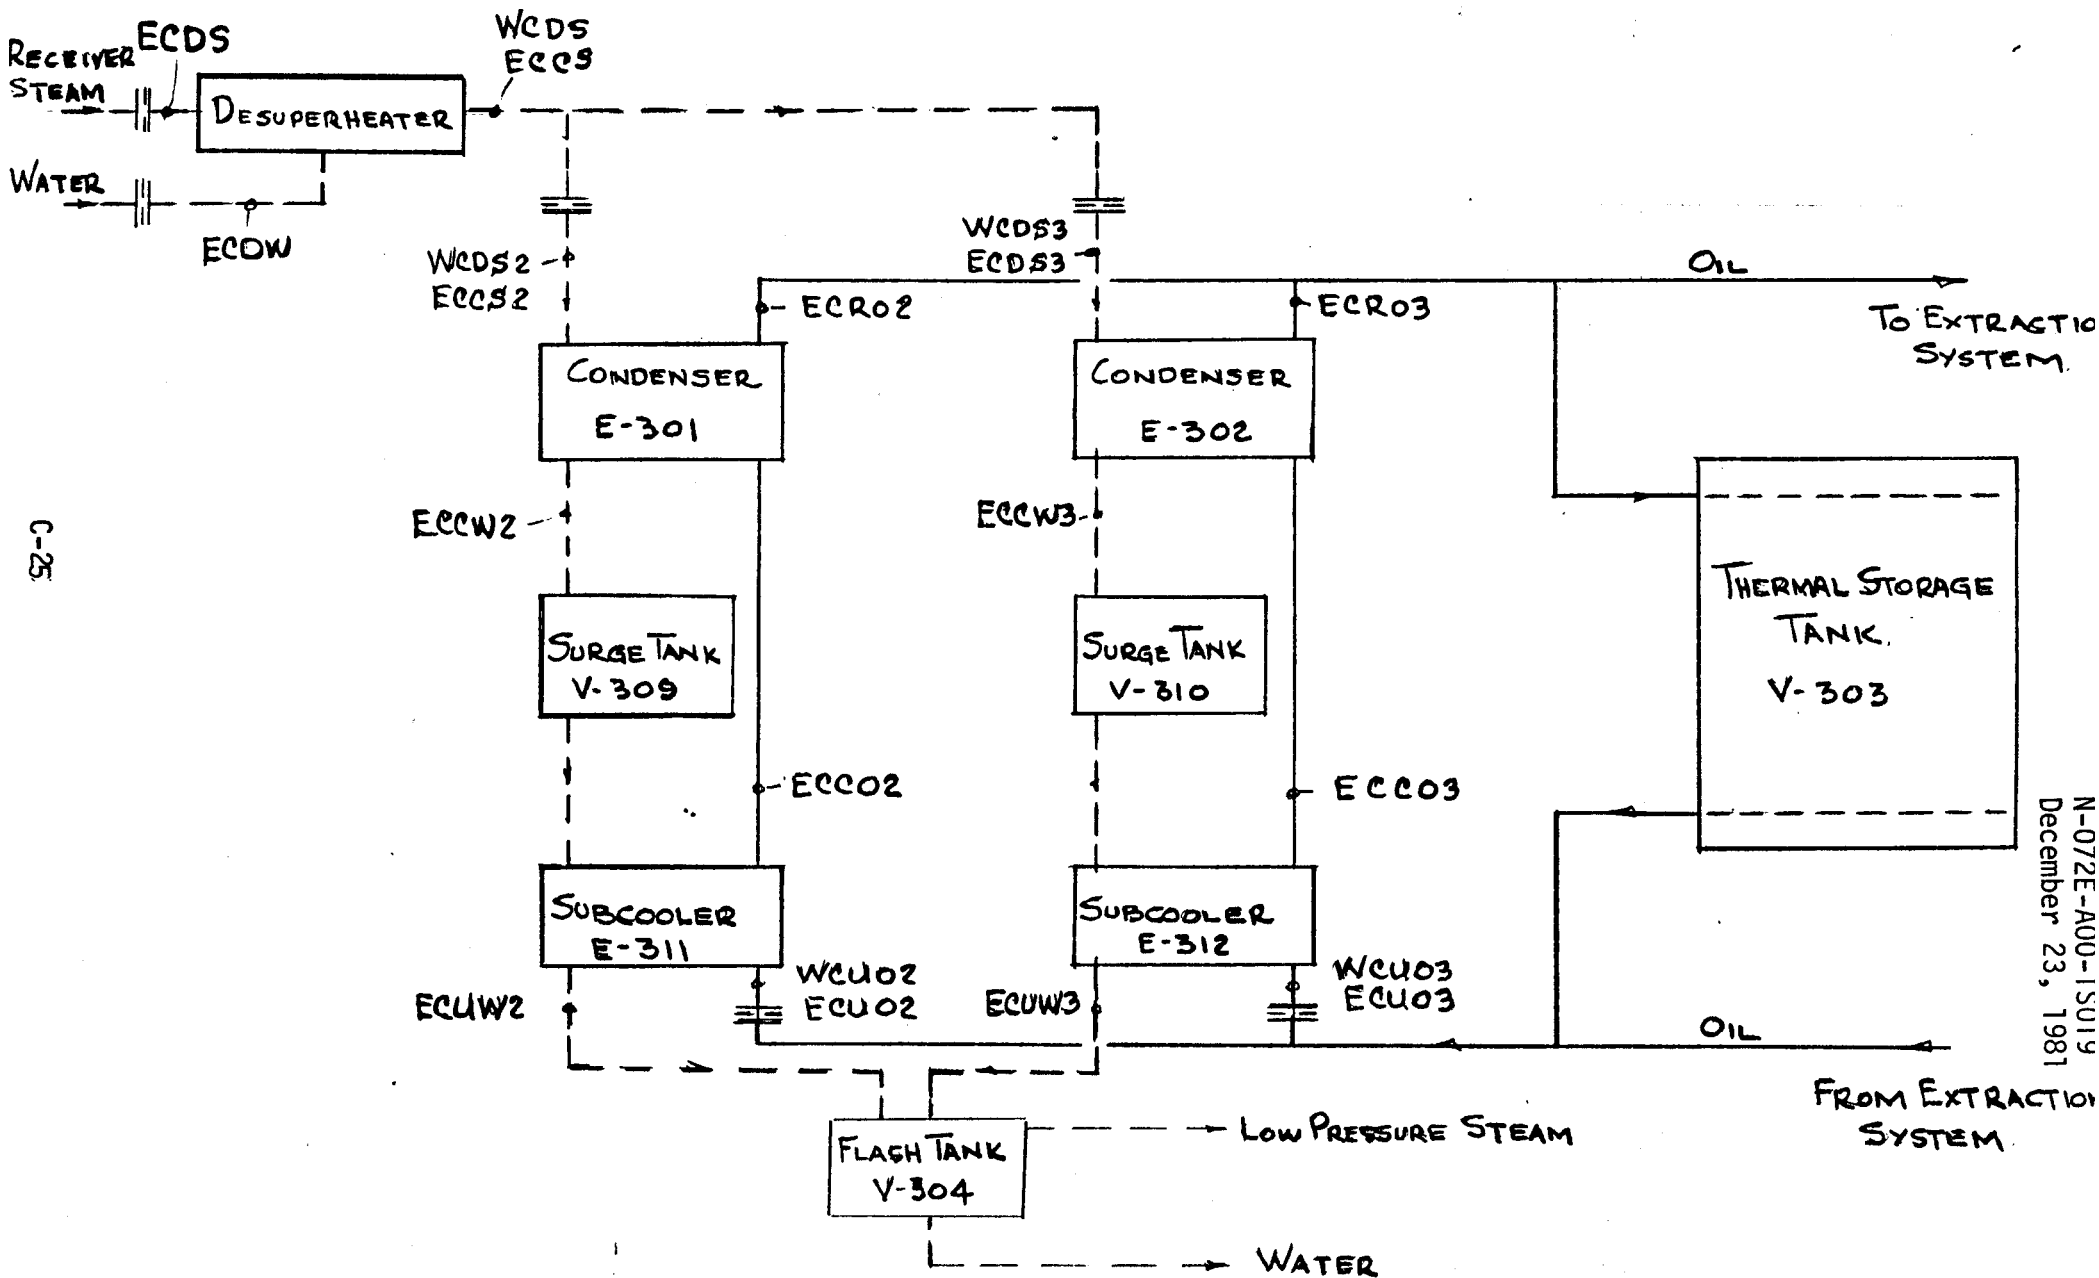 RECEIVER
STEAM
ECDS
WCDS
ECCS
DESUPERHEATER
WATER
ECDW
WCDS2
ECCS2
WCDS3
ECDS3
OIL
TO EXTRACTIO
SYSTEM.
ECRO2
ECRO3
CONDENSER
E-301
CONDENSER
E-302
ECCW2
ECCW3
C-25
THERMAL STORAGE
TANK.
V-303
SURGE TANK
V-309
SURGE TANK
V-310
ECCO2
ECCO3
SUBCOOLER
E-311
SUBCOOLER
E-312
ECUW2
WCUO2
ECUO2
ECUW3
WCUO3
ECUO3
OIL
FROM EXTRACTION
SYSTEM.
FLASH TANK
V-304
LOW PRESSURE STEAM
WATER
N-072E-A00-TS019
December 23, 1981